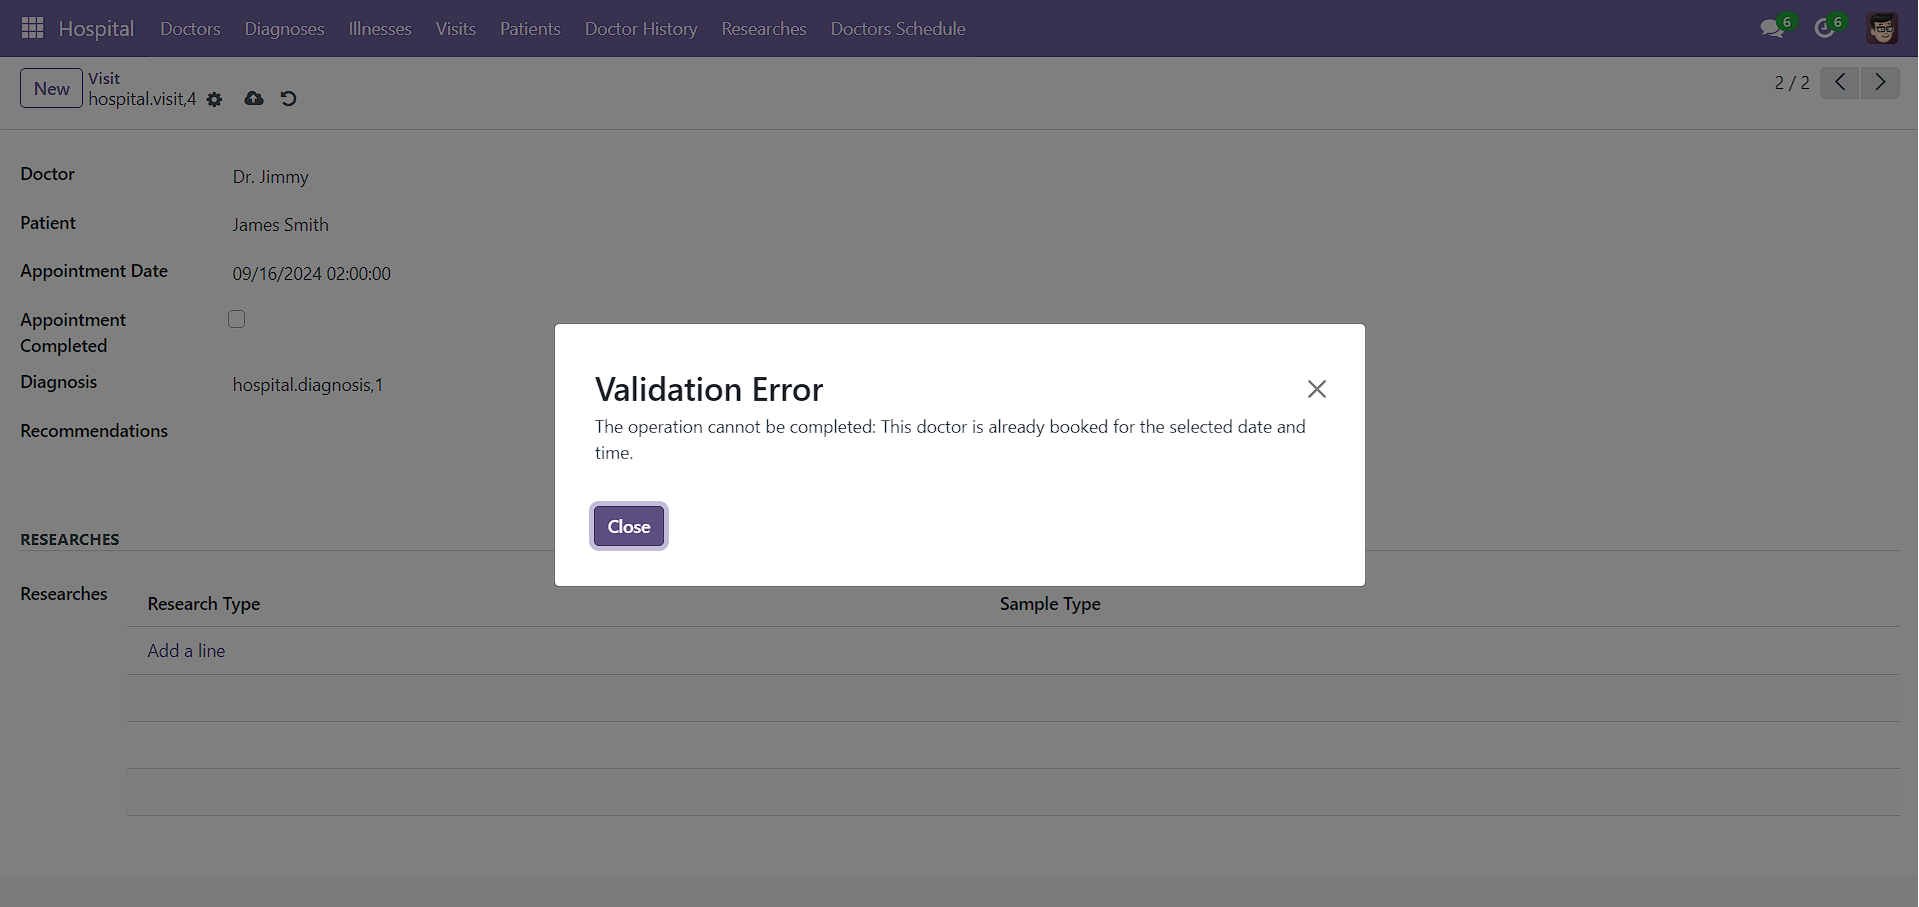 Hospital Doctors Diagnoses Illnesses Visits Patients Doctor History Researches Doctors Schedule 6 6
New Visit
hospital.visit,4 2 / 2
Doctor Dr. Jimmy
Patient James Smith
Appointment Date 09/16/2024 02:00:00
Appointment
Completed
Diagnosis hospital.diagnosis,1
Recommendations
Validation Error
The operation cannot be completed: This doctor is already booked for the selected date and
time.
Close
RESEARCHES
Researches Research Type Sample Type
Add a line